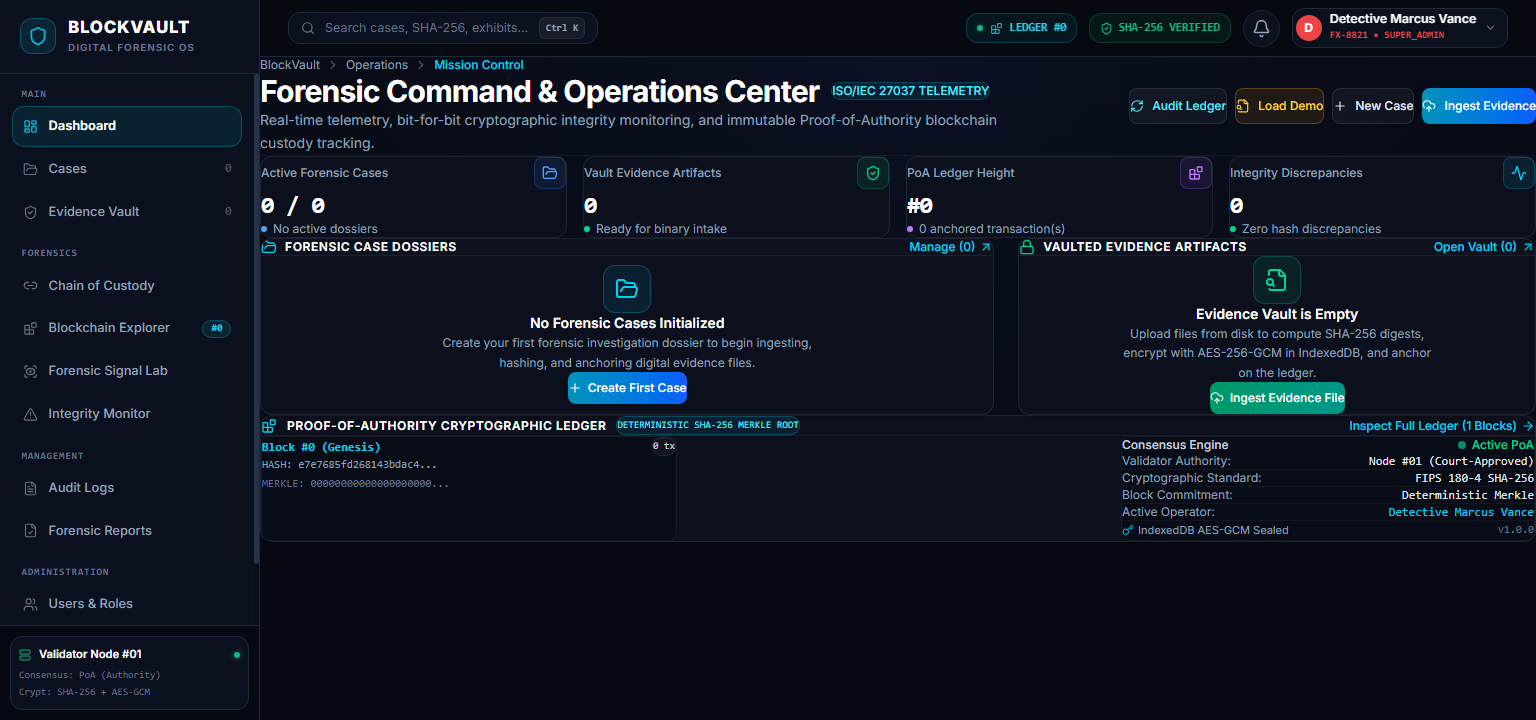 BLOCKVAULT
DIGITAL FORENSIC OS
Search cases, SHA-256, exhibits...
Ctrl K
LEDGER #0
SHA-256 VERIFIED
D
Detective Marcus Vance
FX-8821 • SUPER_ADMIN
MAIN
Dashboard
Cases 0
Evidence Vault 0
FORENSICS
Chain of Custody
Blockchain Explorer #0
Forensic Signal Lab
Integrity Monitor
MANAGEMENT
Audit Logs
Forensic Reports
ADMINISTRATION
Users & Roles
Validator Node #01
Consensus: PoA (Authority)
Crypt: SHA-256 + AES-GCM
BlockVault > Operations > Mission Control
Forensic Command & Operations Center
ISO/IEC 27037 TELEMETRY
Real-time telemetry, bit-for-bit cryptographic integrity monitoring, and immutable Proof-of-Authority blockchain
custody tracking.
Audit Ledger
Load Demo
+ New Case
Ingest Evidence
Active Forensic Cases
0 / 0
No active dossiers
Vault Evidence Artifacts
0
Ready for binary intake
PoA Ledger Height
#0
0 anchored transaction(s)
Integrity Discrepancies
0
Zero hash discrepancies
FORENSIC CASE DOSSIERS
Manage (0)
No Forensic Cases Initialized
Create your first forensic investigation dossier to begin ingesting,
hashing, and anchoring digital evidence files.
+ Create First Case
VAULTED EVIDENCE ARTIFACTS
Open Vault (0)
Evidence Vault is Empty
Upload files from disk to compute SHA-256 digests,
encrypt with AES-256-GCM in IndexedDB, and anchor
on the ledger.
Ingest Evidence File
PROOF-OF-AUTHORITY CRYPTOGRAPHIC LEDGER
DETERMINISTIC SHA-256 MERKLE ROOT
Inspect Full Ledger (1 Blocks) →
Block #0 (Genesis)
0 tx
HASH: e7e7685fd268143bdac4...
MERKLE: 00000000000000000000...
Consensus Engine
Active PoA
Validator Authority: Node #01 (Court-Approved)
Cryptographic Standard: FIPS 180-4 SHA-256
Block Commitment: Deterministic Merkle
Active Operator: Detective Marcus Vance
IndexedDB AES-GCM Sealed
v1.0.0